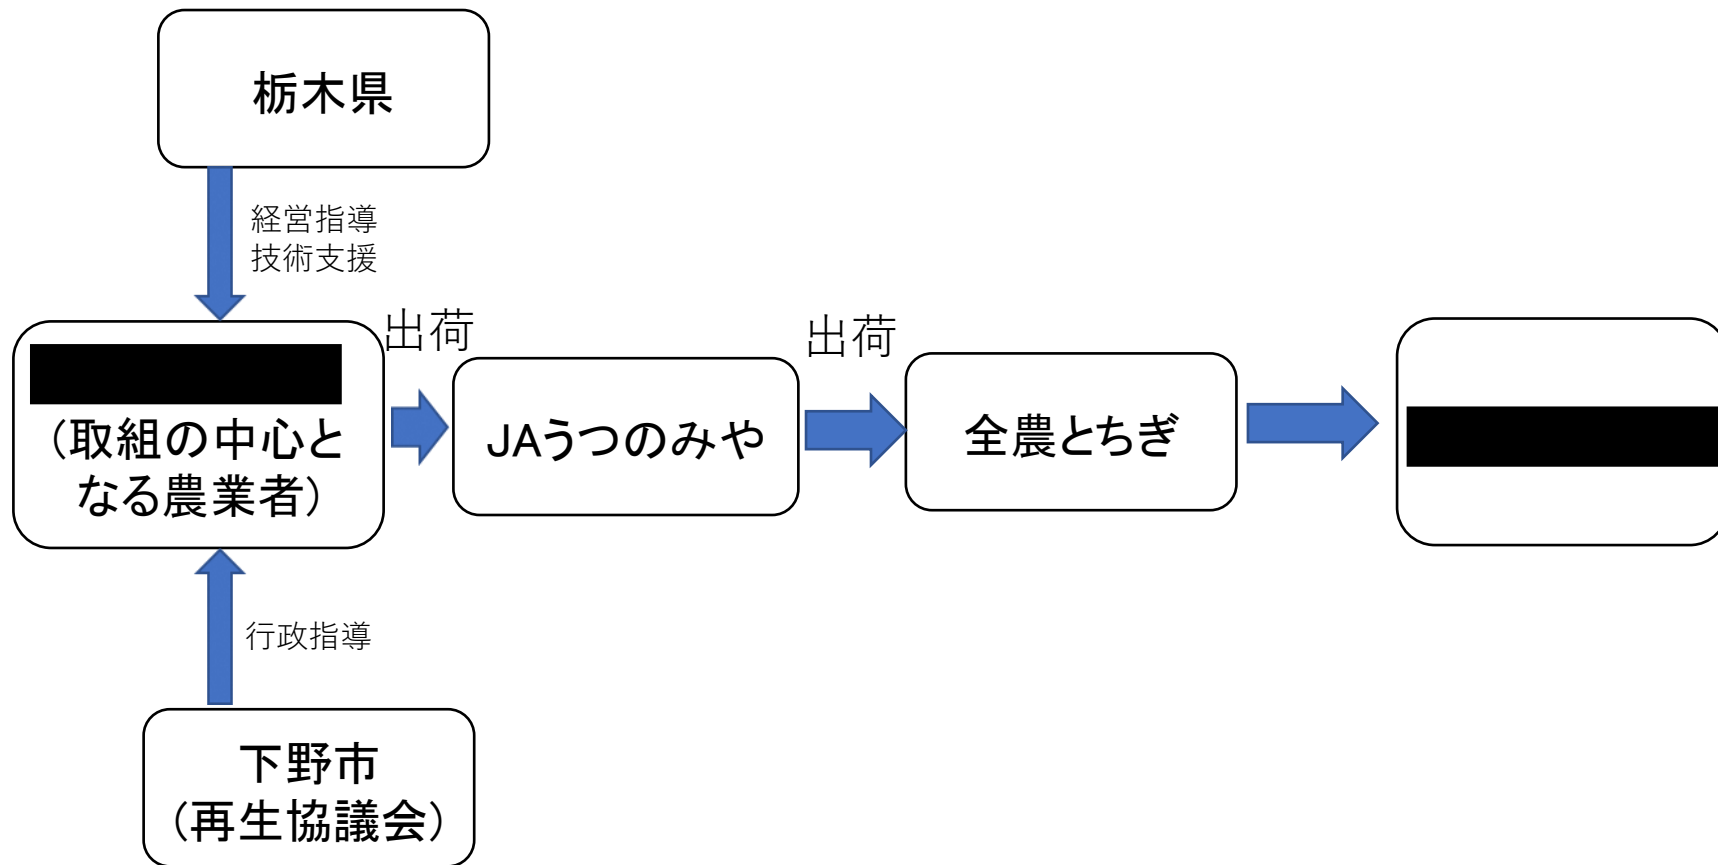 栃木県
経営指導
技術支援
出荷
出荷
（取組の中心と
なる農業者）
JAうつのみや
全農とちぎ
行政指導
下野市
（再生協議会）